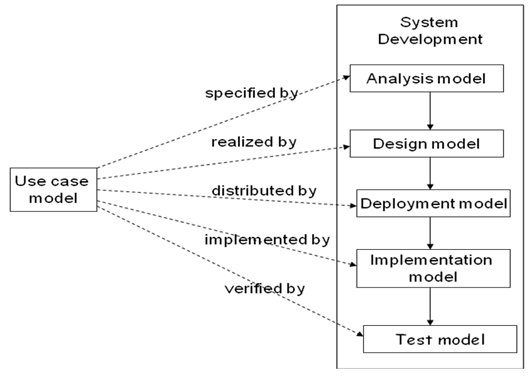 System
Development
Analysis model
specified by
realized by
Design model
Use case
model
distributed by
Deployment model
implemented by
Implementation
model
verified by
Test model